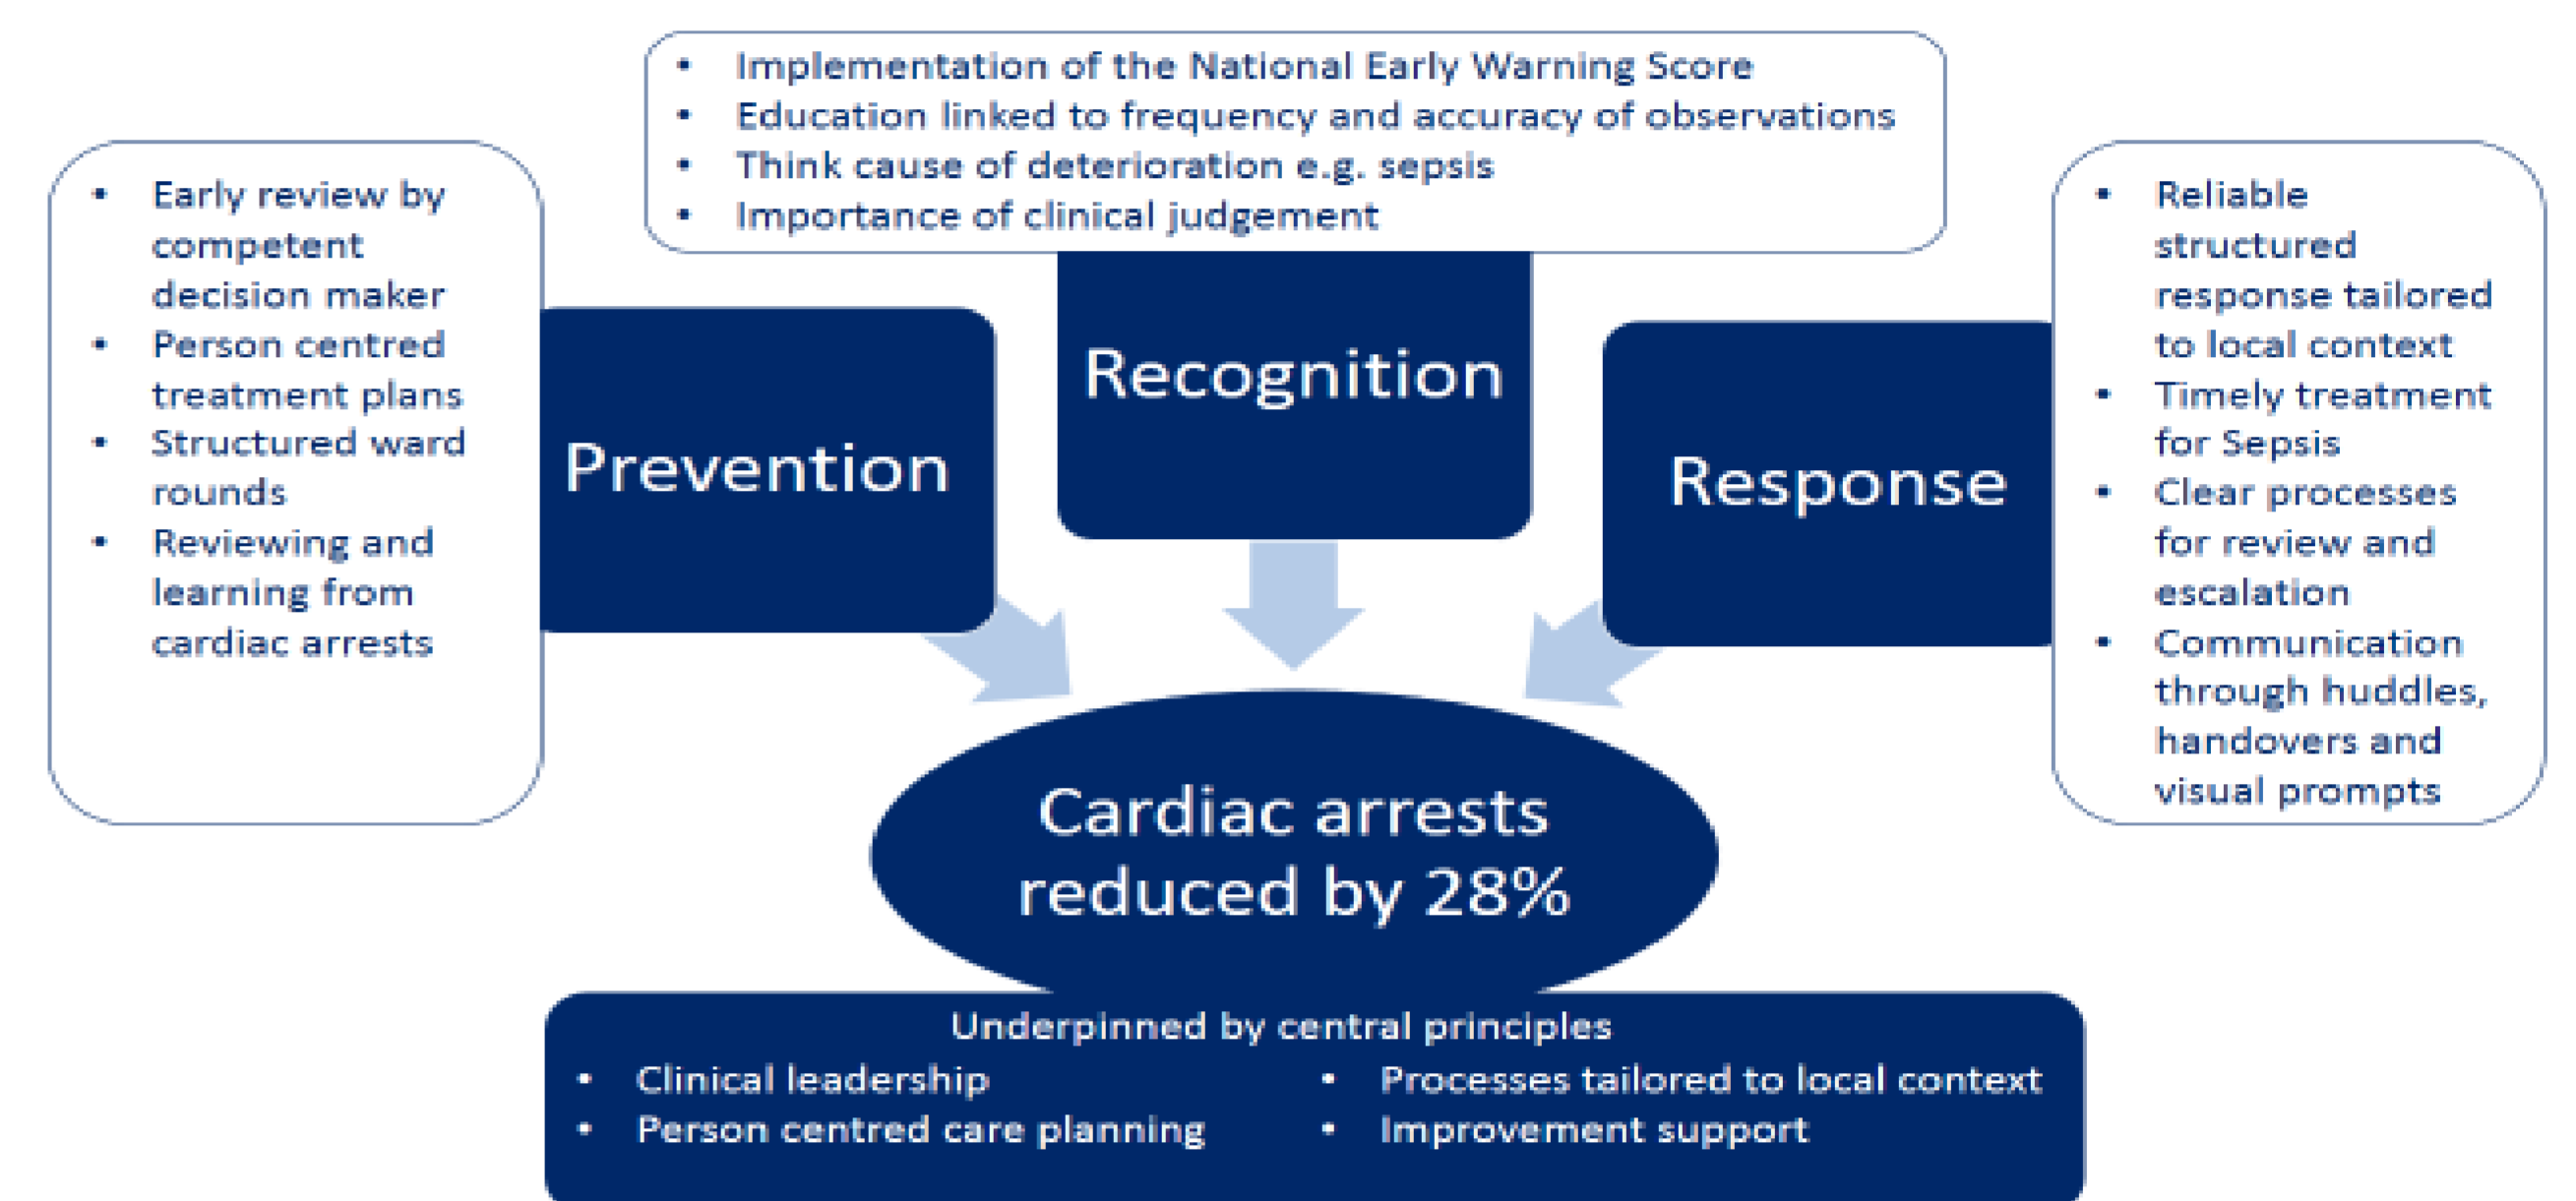 • Implementation of the National Early Warning Score
• Education linked to frequency and accuracy of observations
• Think cause of deterioration e.g. sepsis
• Importance of clinical judgement
• Early review by
competent
decision maker
• Person centred
treatment plans
• Structured ward
rounds
• Reviewing and
learning from
cardiac arrests
Prevention
Recognition
Response
• Reliable
structured
response tailored
to local context
• Timely treatment
for Sepsis
• Clear processes
for review and
escalation
• Communication
through huddles,
handovers and
visual prompts
Cardiac arrests
reduced by 28%
Underpinned by central principles
• Clinical leadership
• Person centred care planning
• Processes tailored to local context
• Improvement support